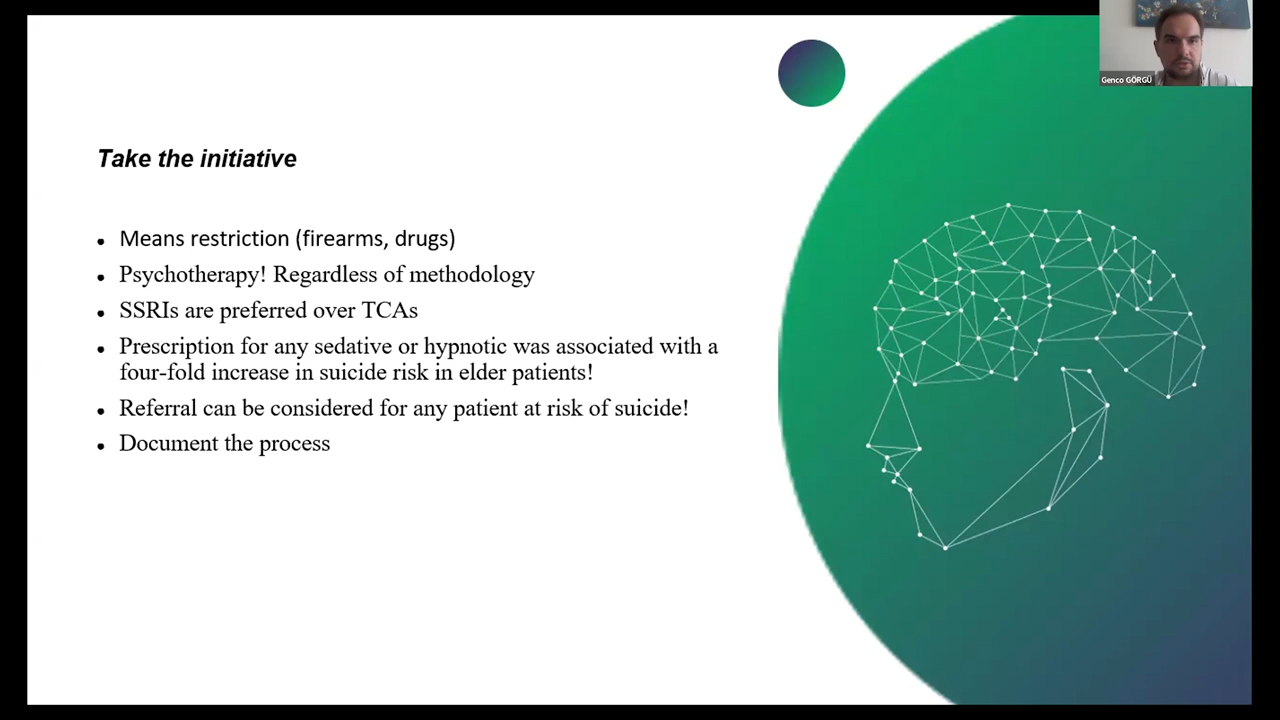 Genco GÖRGÜ
Take the initiative
• Means restriction (firearms, drugs)
• Psychotherapy! Regardless of methodology
• SSRIs are preferred over TCAs
• Prescription for any sedative or hypnotic was associated with a
four-fold increase in suicide risk in elder patients!
• Referral can be considered for any patient at risk of suicide!
• Document the process